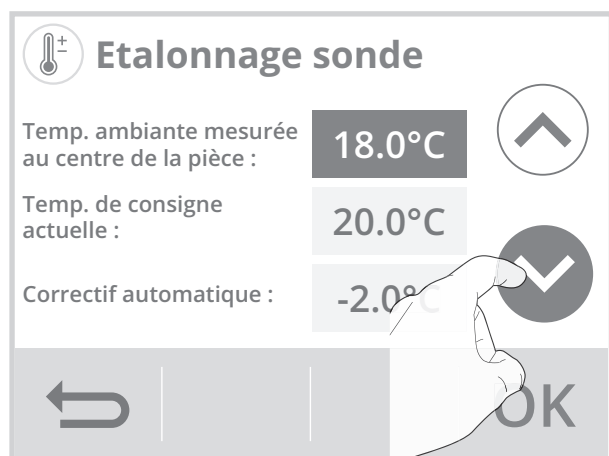 Etalonnage sonde
Temp. ambiante mesurée
au centre de la pièce :
18.0°C
Temp. de consigne
actuelle :
20.0°C
Correctif automatique :
-2.0°C
OK